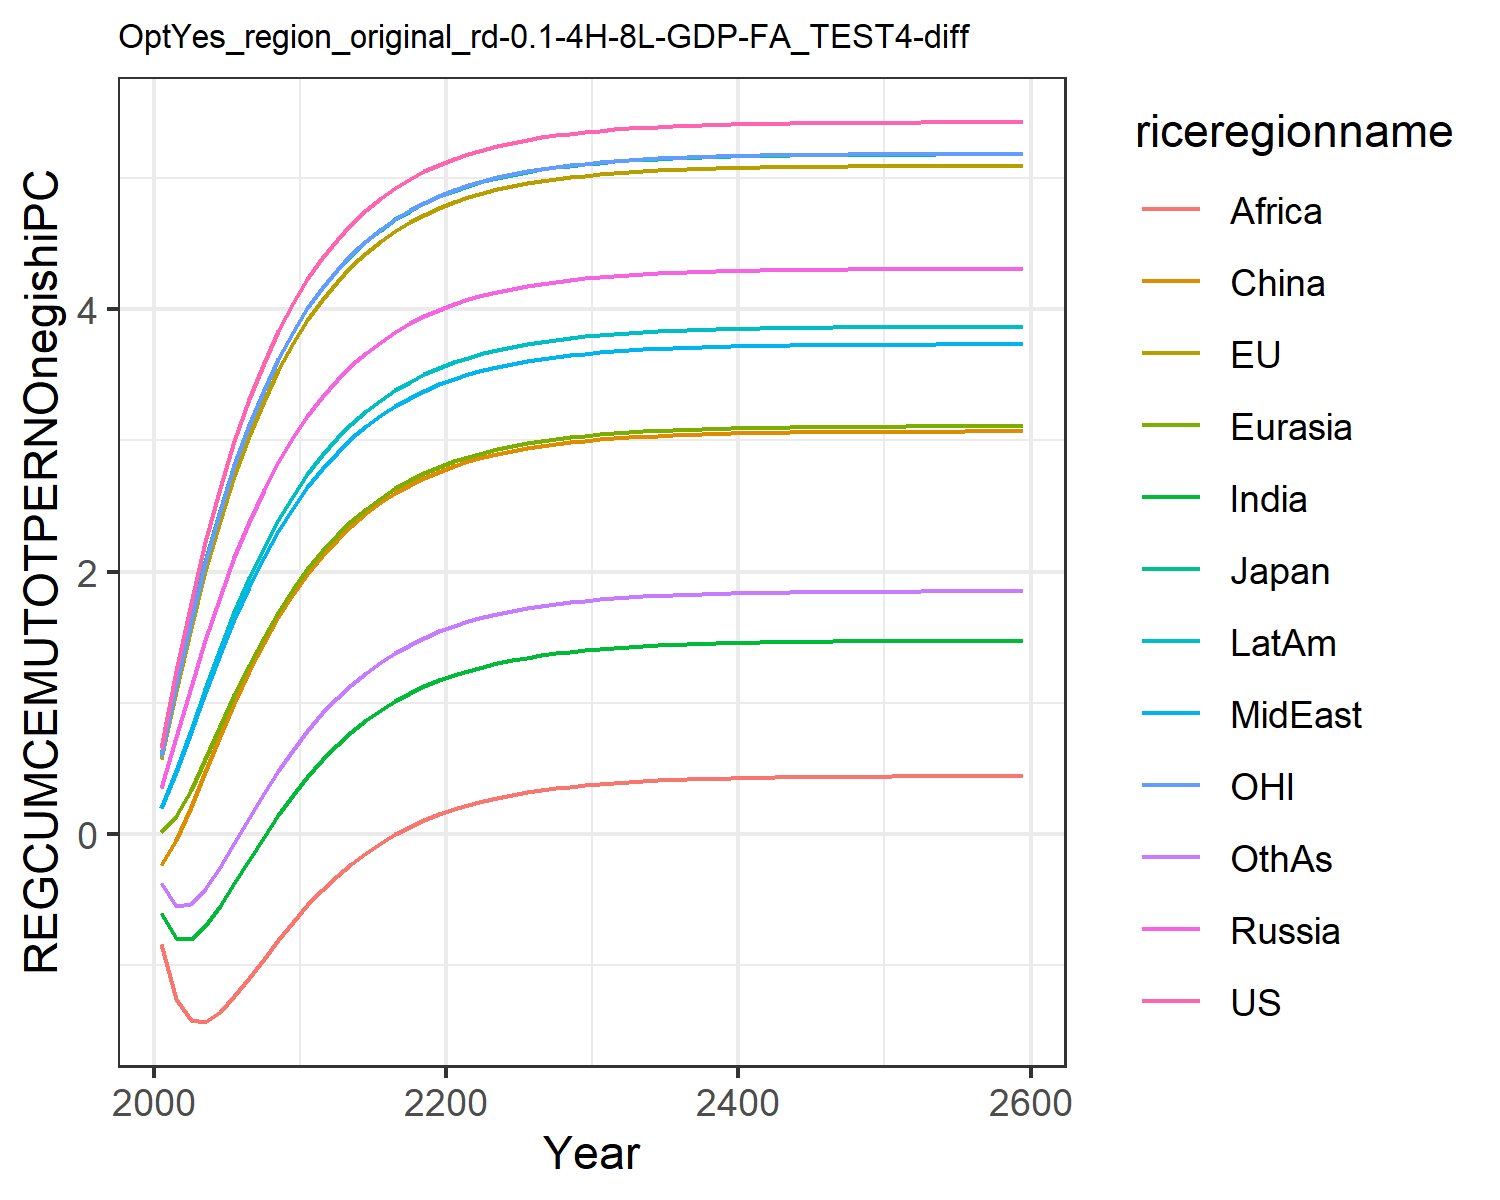 OptYes_region_original_rd-0.1-4H-8L-GDP-FA_TEST4-diff
REGCUMCEMUTOTPERNOnegishiPC
4
2
0
2000
2200
2400
2600
Year
riceregionname
Africa
China
EU
Eurasia
India
Japan
LatAm
MidEast
OHI
OthAs
Russia
US